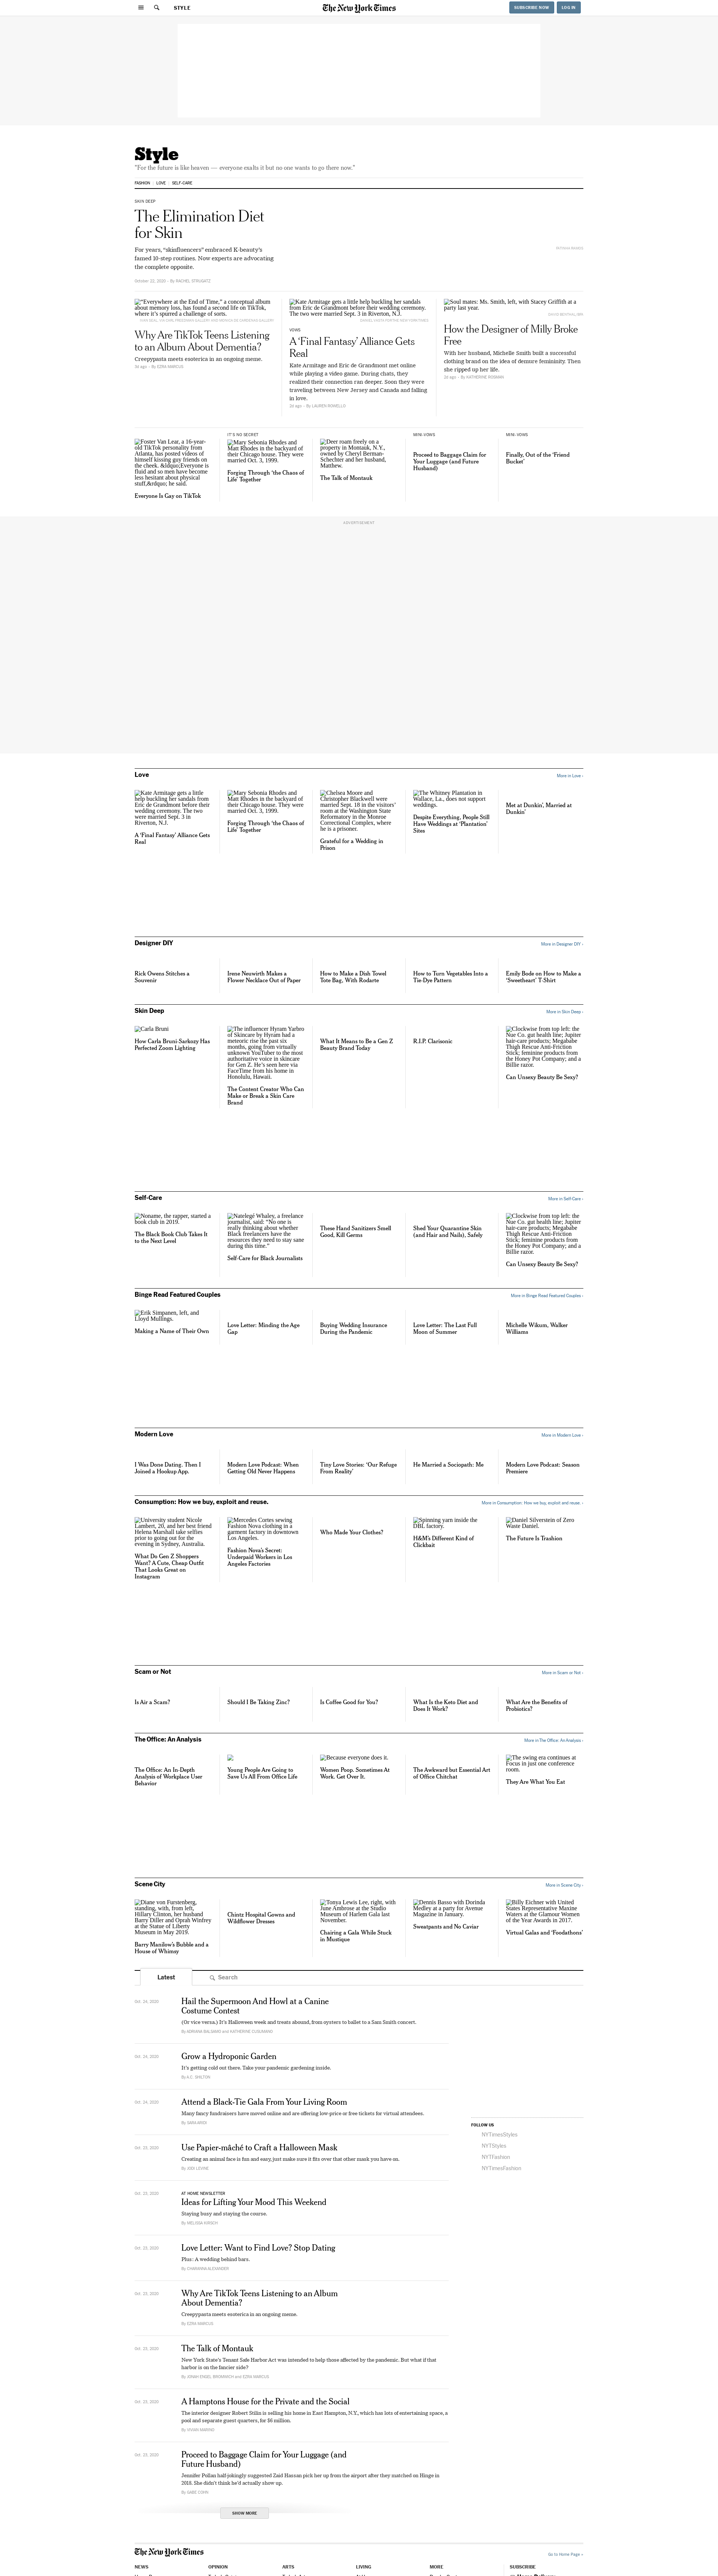 STYLE
The New York Times
SUBSCRIBE NOW
LOG IN
Style
“For the future is like heaven — everyone exalts it but no one wants to go there now.”
FASHION
LOVE
SELF-CARE
SKIN DEEP
The Elimination Diet
for Skin
For years, “skinfluencers” embraced K-beauty’s
famed 10-step routines. Now experts are advocating
the complete opposite.
October 22, 2020 · By RACHEL STRUGATZ
“Everywhere at the End of Time,” a conceptual album
about memory loss, has found a second life on TikTok,
where it’s spurred a challenge of sorts.
Why Are TikTok Teens Listening
to an Album About Dementia?
Creepypasta meets esoterica in an ongoing meme.
3d ago · By EZRA MARCUS
Kate Armitage gets a little help buckling her sandals
from Eric de Grandmont before their wedding ceremony.
The two were married Sept. 3 in Riverton, N.J.
VOWS
A ‘Final Fantasy’ Alliance Gets
Real
Kate Armitage and Eric de Grandmont met online
while playing a video game. During chats, they
realized their connection ran deeper. Soon they were
traveling between New Jersey and Canada and falling
in love.
2d ago · By LAUREN ROWELLO
Soul mates: Ms. Smith, left, with Stacey Griffith at a
party last year.
How the Designer of Milly Broke
Free
With her husband, Michelle Smith built a successful
clothing brand on the idea of demure femininity. Then
she ripped up her life.
2d ago · By KATHERINE ROSMAN
Foster Van Lear, a 16-year-
old TikTok personality from
Atlanta, has posted videos of
himself kissing guy friends on
the cheek. &ldquo;Everyone is
fluid and so men have become
less hesitant about physical
stuff,&rdquo; he said.
Everyone Is Gay on TikTok
IT’S NO SECRET
Mary Sebonia Rhodes and
Matt Rhodes in the backyard of
their Chicago house. They were
married Oct. 3, 1999.
Forging Through ‘the Chaos of
Life’ Together
Deer roam freely on a
property in Montauk, N.Y.,
owned by Cheryl Berman-
Schechter and her husband,
Matthew.
The Talk of Montauk
MINI-VOWS
Proceed to Baggage Claim for
Your Luggage (and Future
Husband)
MINI-VOWS
Finally, Out of the ‘Friend
Bucket’
ADVERTISEMENT
Love
More in Love ›
Kate Armitage gets a little
help buckling her sandals from
Eric de Grandmont before their
wedding ceremony. The two
were married Sept. 3 in
Riverton, N.J.
A ‘Final Fantasy’ Alliance Gets
Real
Mary Sebonia Rhodes and
Matt Rhodes in the backyard of
their Chicago house. They were
married Oct. 3, 1999.
Forging Through ‘the Chaos of
Life’ Together
Chelsea Moore and
Christopher Blackwell were
married Sept. 18 in the visitors’
room at the Washington State
Reformatory in the Monroe
Correctional Complex, where
he is a prisoner.
Grateful for a Wedding in
Prison
The Whitney Plantation in
Wallace, La., does not support
weddings.
Despite Everything, People Still
Have Weddings at ‘Plantation’
Sites
Met at Dunkin’, Married at
Dunkin’
Designer DIY
More in Designer DIY ›
Rick Owens Stitches a
Souvenir
Irene Neuwirth Makes a
Flower Necklace Out of Paper
How to Make a Dish Towel
Tote Bag, With Rodarte
How to Turn Vegetables Into a
Tie-Dye Pattern
Emily Bode on How to Make a
‘Sweetheart’ T-Shirt
Skin Deep
More in Skin Deep ›
Carla Bruni
How Carla Bruni-Sarkozy Has
Perfected Zoom Lighting
The influencer Hyram Yarbro
of Skincare by Hyram had a
meteoric rise the past six
months, going from virtually
unknown YouTuber to the most
authoritative voice in skincare
for Gen Z. He’s seen here via
FaceTime from his home in
Honolulu, Hawaii.
The Content Creator Who Can
Make or Break a Skin Care
Brand
What It Means to Be a Gen Z
Beauty Brand Today
R.I.P. Clarisonic
Clockwise from top left: the
Nue Co. gut health line; Jupiter
hair-care products; Megababe
Thigh Rescue Anti-Friction
Stick; feminine products from
the Honey Pot Company; and a
Billie razor.
Can Unsexy Beauty Be Sexy?
Self-Care
More in Self-Care ›
Noname, the rapper, started a
book club in 2019.
The Black Book Club Takes It
to the Next Level
Natelegé Whaley, a freelance
journalist, said: “No one is
really thinking about whether
Black freelancers have the
resources they need to stay sane
during this time.”
Self-Care for Black Journalists
These Hand Sanitizers Smell
Good, Kill Germs
Shed Your Quarantine Skin
(and Hair and Nails), Safely
Clockwise from top left: the
Nue Co. gut health line; Jupiter
hair-care products; Megababe
Thigh Rescue Anti-Friction
Stick; feminine products from
the Honey Pot Company; and a
Billie razor.
Can Unsexy Beauty Be Sexy?
Binge Read Featured Couples
More in Binge Read Featured Couples ›
Erik Simpanen, left, and
Lloyd Mullings.
Making a Name of Their Own
Love Letter: Minding the Age
Gap
Buying Wedding Insurance
During the Pandemic
Love Letter: The Last Full
Moon of Summer
Michelle Wikum, Walker
Williams
Modern Love
More in Modern Love ›
I Was Done Dating. Then I
Joined a Hookup App.
Modern Love Podcast: When
Getting Old Never Happens
Tiny Love Stories: ‘Our Refuge
From Reality’
He Married a Sociopath: Me
Modern Love Podcast: Season
Premiere
Consumption: How we buy, exploit and reuse.
More in Consumption: How we buy, exploit and reuse. ›
University student Nicole
Lambert, 20, and her best friend
Helena Marshall take selfies
prior to going out for the
evening in Sydney, Australia.
What Do Gen Z Shoppers
Want? A Cute, Cheap Outfit
That Looks Great on
Instagram
Mercedes Cortes sewing
Fashion Nova clothing in a
garment factory in downtown
Los Angeles.
Fashion Nova’s Secret:
Underpaid Workers in Los
Angeles Factories
Who Made Your Clothes?
Spinning yarn inside the
DBL factory.
H&M’s Different Kind of
Clickbait
Daniel Silverstein of Zero
Waste Daniel.
The Future Is Trashion
Scam or Not
More in Scam or Not ›
Is Air a Scam?
Should I Be Taking Zinc?
Is Coffee Good for You?
What Is the Keto Diet and
Does It Work?
What Are the Benefits of
Probiotics?
The Office: An Analysis
More in The Office: An Analysis ›
The Office: An In-Depth
Analysis of Workplace User
Behavior
Young People Are Going to
Save Us All From Office Life
Because everyone does it.
Women Poop. Sometimes At
Work. Get Over It.
The Awkward but Essential Art
of Office Chitchat
The swing era continues at
Focus in just one conference
room.
They Are What You Eat
Scene City
More in Scene City ›
Diane von Furstenberg,
standing, with, from left,
Hillary Clinton, her husband
Barry Diller and Oprah Winfrey
at the Statue of Liberty
Museum in May 2019.
Barry Manilow’s Bubble and a
House of Whimsy
Chintz Hospital Gowns and
Wildflower Dresses
Tonya Lewis Lee, right, with
June Ambrose at the Studio
Museum of Harlem Gala last
November.
Chairing a Gala While Stuck
in Mustique
Dennis Basso with Dorinda
Medley at a party for Avenue
Magazine in January.
Sweatpants and No Caviar
Billy Eichner with United
States Representative Maxine
Waters at the Glamour Women
of the Year Awards in 2017.
Virtual Galas and ‘Foodathons’
Latest
Search
Oct. 24, 2020
Hail the Supermoon And Howl at a Canine
Costume Contest
(Or vice versa.) It’s Halloween week and treats abound, from oysters to ballet to a Sam Smith concert.
By ADRIANA BALSAMO and KATHERINE CUSUMANO
Oct. 24, 2020
Grow a Hydroponic Garden
It’s getting cold out there. Take your pandemic gardening inside.
By A.C. SHILTON
Oct. 24, 2020
Attend a Black-Tie Gala From Your Living Room
Many fancy fundraisers have moved online and are offering low-price or free tickets for virtual attendees.
By SARA ARIDI
Oct. 23, 2020
Use Papier-mâché to Craft a Halloween Mask
Creating an animal face is fun and easy, just make sure it fits over that other mask you have on.
By JODI LEVINE
Oct. 23, 2020
AT HOME NEWSLETTER
Ideas for Lifting Your Mood This Weekend
Staying busy and staying the course.
By MELISSA KIRSCH
Oct. 23, 2020
Love Letter: Want to Find Love? Stop Dating
Plus: A wedding behind bars.
By CHARANNA ALEXANDER
Oct. 23, 2020
Why Are TikTok Teens Listening to an Album
About Dementia?
Creepypasta meets esoterica in an ongoing meme.
By EZRA MARCUS
Oct. 23, 2020
The Talk of Montauk
New York State’s Tenant Safe Harbor Act was intended to help those affected by the pandemic. But what if that
harbor is on the fancier side?
By JONAH ENGEL BROMWICH and EZRA MARCUS
Oct. 23, 2020
A Hamptons House for the Private and the Social
The interior designer Robert Stilin is selling his home in East Hampton, N.Y., which has lots of entertaining space, a
pool and separate guest quarters, for $6 million.
By VIVIAN MARINO
Oct. 23, 2020
Proceed to Baggage Claim for Your Luggage (and
Future Husband)
Jennifer Pollan half-jokingly suggested Zaid Hassan pick her up from the airport after they matched on Hinge in
2018. She didn’t think he’d actually show up.
By GABE COHN
SHOW MORE
FOLLOW US
NYTimesStyles
NYTStyles
NYTFashion
NYTimesFashion
The New York Times
Go to Home Page »
NEWS
OPINION
ARTS
LIVING
MORE
SUBSCRIBE